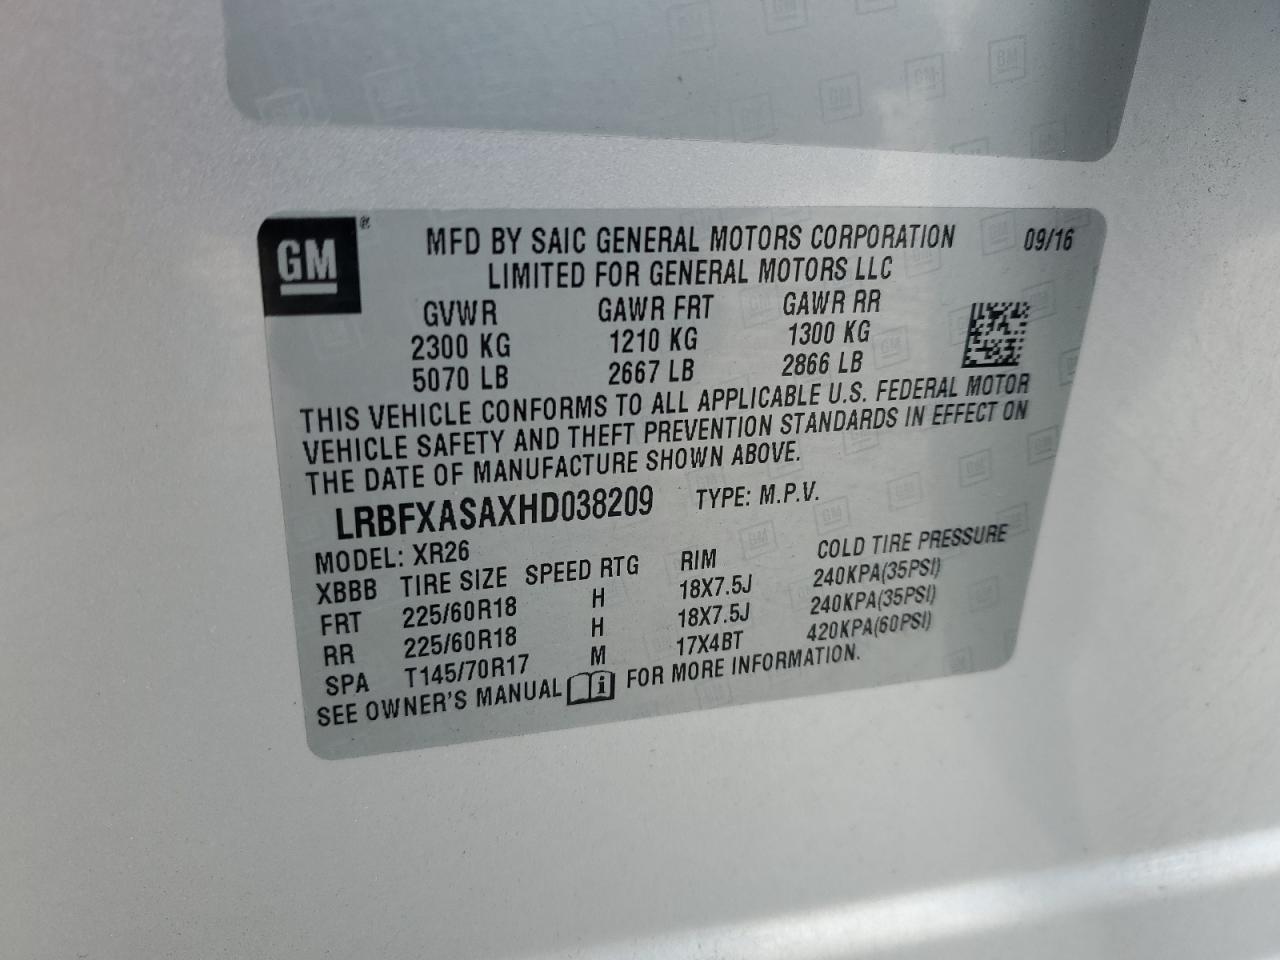 GM®
MFD BY SAIC GENERAL MOTORS CORPORATION 09/16
LIMITED FOR GENERAL MOTORS LLC
GVWR GAWR FRT GAWR RR
2300 KG 1210 KG 1300 KG
5070 LB 2667 LB 2866 LB
THIS VEHICLE CONFORMS TO ALL APPLICABLE U.S. FEDERAL MOTOR
VEHICLE SAFETY AND THEFT PREVENTION STANDARDS IN EFFECT ON
THE DATE OF MANUFACTURE SHOWN ABOVE.
LRBFXASAXHD038209 TYPE: M.P.V.
MODEL: XR26
XBBB TIRE SIZE SPEED RTG RIM COLD TIRE PRESSURE
FRT 225/60R18 H 18X7.5J 240KPA(35PSI)
RR 225/60R18 H 18X7.5J 240KPA(35PSI)
SPA T145/70R17 M 17X4BT 420KPA(60PSI)
SEE OWNER'S MANUAL i FOR MORE INFORMATION.